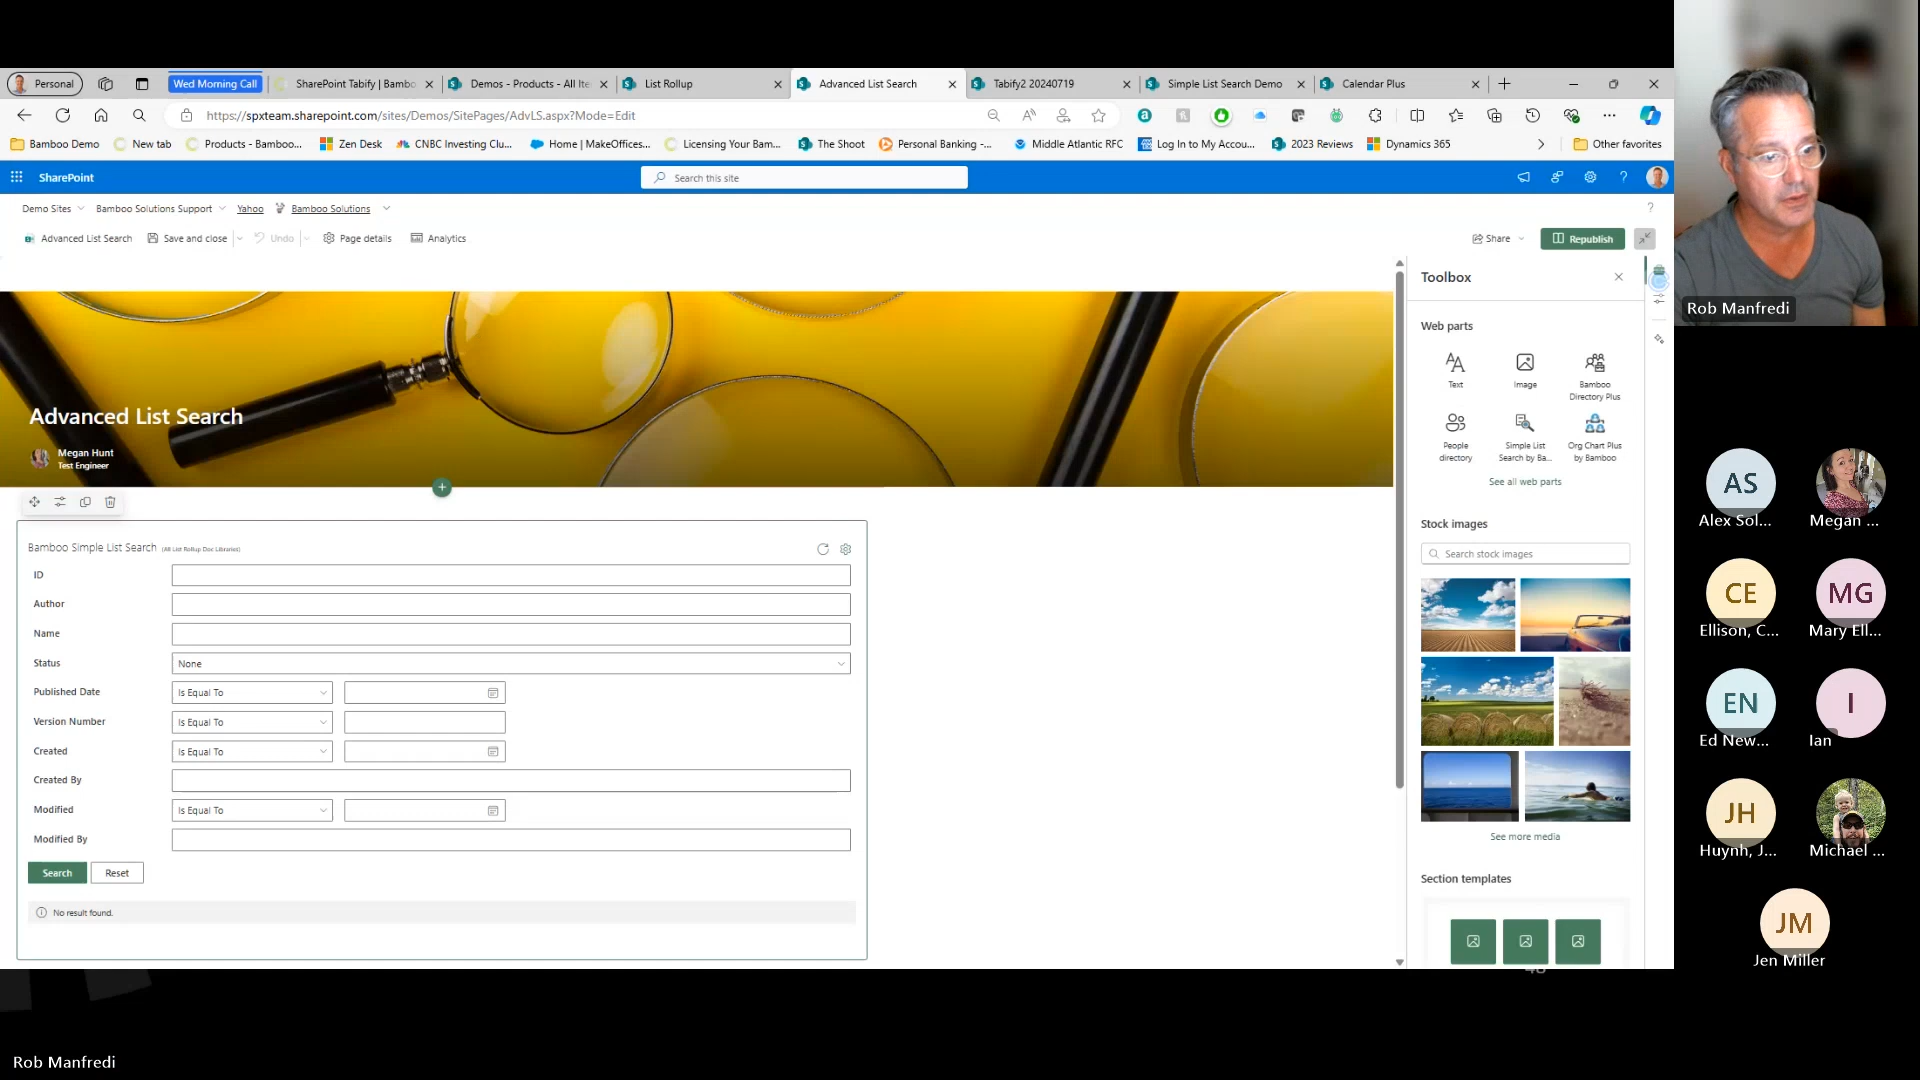 Personal
Wed Morning Call
SharePoint Tabify | Bambo
Demos - Products - All Ite
List Rollup
Advanced List Search
Tabify2 20240719
Simple List Search Demo
Calendar Plus
https://spxteam.sharepoint.com/sites/Demos/SitePages/AdvLS.aspx?Mode=Edit
Bamboo Demo
New tab
Products - Bamboo...
Zen Desk
CNBC Investing Clu...
Home | MakeOffices...
Licensing Your Bam...
The Shoot
Personal Banking -...
Middle Atlantic RFC
Log In to My Accou...
2023 Reviews
Dynamics 365
Other favorites
SharePoint
Search this site
Demo Sites
Bamboo Solutions Support
Yahoo
Bamboo Solutions
Advanced List Search
Save and close
Undo
Page details
Analytics
Share
Republish
Advanced List Search
Megan Hunt
Test Engineer
Bamboo Simple List Search (All List Rollup Doc Libraries)
ID
Author
Name
Status
None
Published Date
Is Equal To
Version Number
Is Equal To
Created
Is Equal To
Created By
Modified
Is Equal To
Modified By
Search
Reset
No result found.
Toolbox
Web parts
Text
Image
Bamboo
Directory Plus
People
directory
Simple List
Search by Ba...
Org Chart Plus
by Bamboo
See all web parts
Stock images
Search stock images
See more media
Section templates
Rob Manfredi
AS
Alex Sol...
Megan ...
CE
Ellison, C...
MG
Mary Ell...
EN
Ed New...
I
Ian
JH
Huynh, J...
Michael ...
JM
Jen Miller
Rob Manfredi